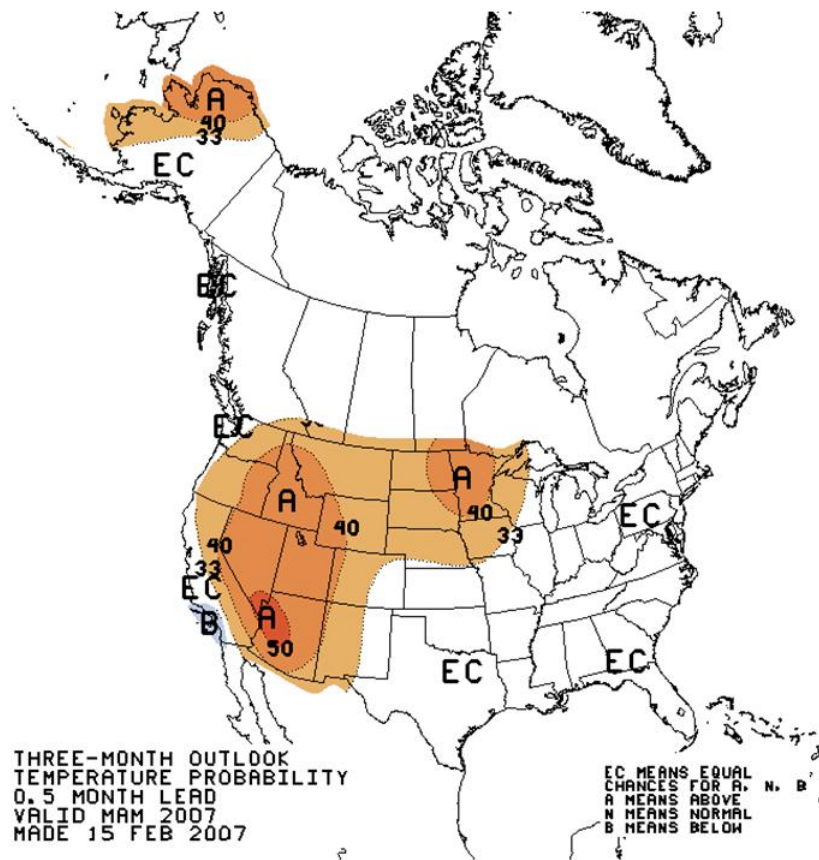 A
40
33
EC
EC
EC
A
A
40
40
40
33
EC
33
EC
A
B
50
EC
EC
THREE-MONTH OUTLOOK
TEMPERATURE PROBABILITY
0.5 MONTH LEAD
VALID MAM 2007
MADE 15 FEB 2007
EC MEANS EQUAL
CHANCES FOR A, N, B
A MEANS ABOVE
N MEANS NORMAL
B MEANS BELOW